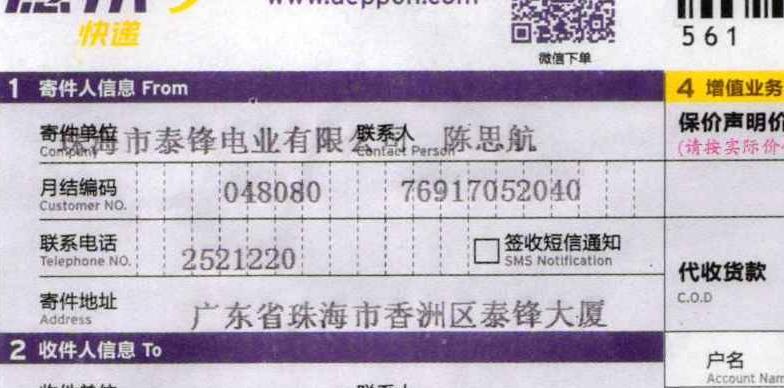 快递
www.deppon.com
微信下单
561
1 寄件人信息 From
4 增值业务
寄件单位 珠海市泰锋电业有限公司 联系人 陈思航
Company Contact Person
保价声明价
(请按实际价
月结编码 048080 76917052040
Customer NO.
联系电话 2521220 签收短信通知
Telephone NO. SMS Notification
代收货款
C.O.D
寄件地址 广东省珠海市香洲区泰锋大厦
Address
2 收件人信息 To
户名
Account Nam